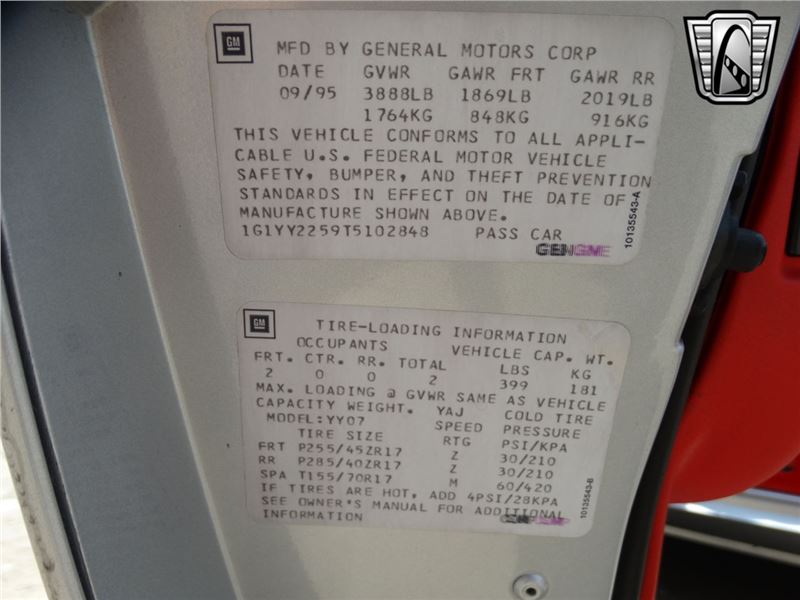 GM
MFD BY GENERAL MOTORS CORP
DATE GVWR GAWR FRT GAWR RR
09/95 3888LB 1869LB 2019LB
1764KG 848KG 916KG
THIS VEHICLE CONFORMS TO ALL APPLI-
CABLE U.S. FEDERAL MOTOR VEHICLE
SAFETY, BUMPER, AND THEFT PREVENTION
STANDARDS IN EFFECT ON THE DATE OF
MANUFACTURE SHOWN ABOVE.
1G1YY2259T5102848 PASS CAR
10135543-A
GM
TIRE-LOADING INFORMATION
OCCUPANTS VEHICLE CAP. WT.
FRT. CTR. RR. TOTAL LBS KG
2 0 0 2 399 181
MAX. LOADING @ GVWR SAME AS VEHICLE
CAPACITY WEIGHT. YAJ COLD TIRE
MODEL:YY07 SPEED PRESSURE
TIRE SIZE RTG PSI/KPA
FRT P255/45ZR17 Z 30/210
RR P285/40ZR17 Z 30/210
SPA T155/70R17 M 60/420
IF TIRES ARE HOT, ADD 4PSI/28KPA
SEE OWNER'S MANUAL FOR ADDITIONAL
INFORMATION
10135543-B